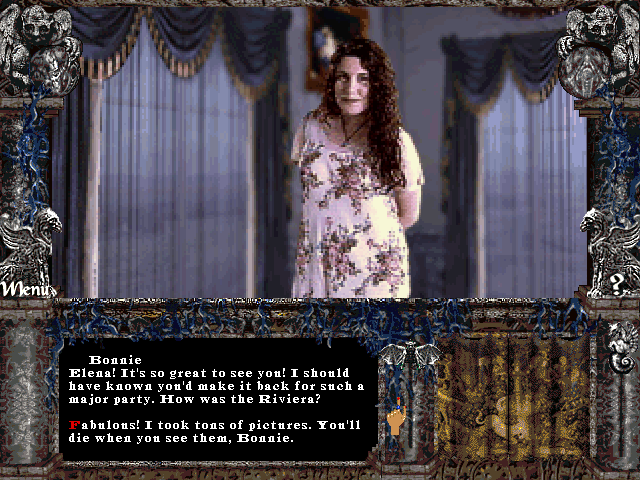 Menu
?
Bonnie
Elena! It's so great to see you! I should
have known you'd make it back for such a
major party. How was the Riviera?
Fabulous! I took tons of pictures. You'll
die when you see them, Bonnie.